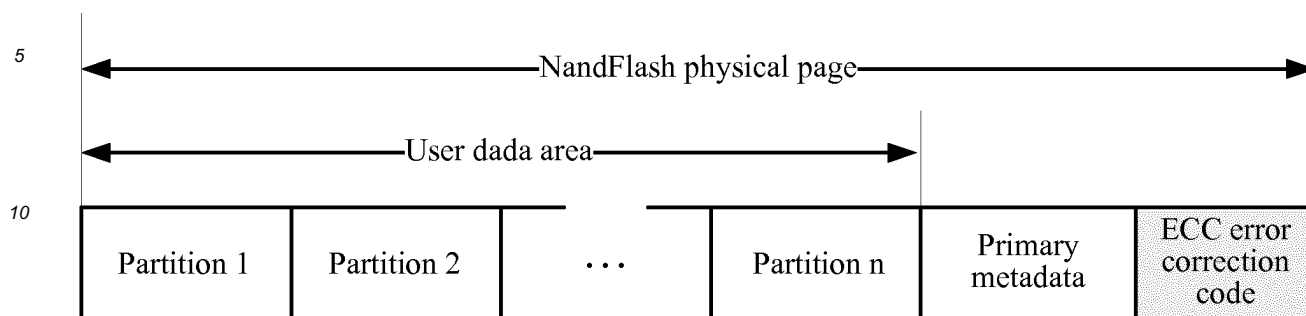 5
NandFlash physical page
User dada area
10
Partition 1 Partition 2 ... Partition n Primary metadata ECC error correction code